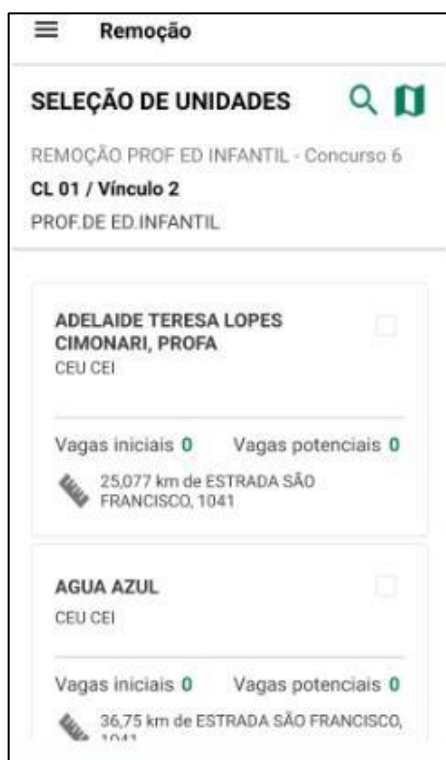 Remoção
SELEÇÃO DE UNIDADES
REMOÇÃO PROF ED INFANTIL - Concurso 6
CL 01 / Vínculo 2
PROF.DE ED.INFANTIL
ADELAIDE TERESA LOPES
CIMONARI, PROFA
CEU CEI
Vagas iniciais 0 Vagas potenciais 0
25,077 km de ESTRADA SÃO
FRANCISCO, 1041
AGUA AZUL
CEU CEI
Vagas iniciais 0 Vagas potenciais 0
36,75 km de ESTRADA SÃO FRANCISCO,
1041